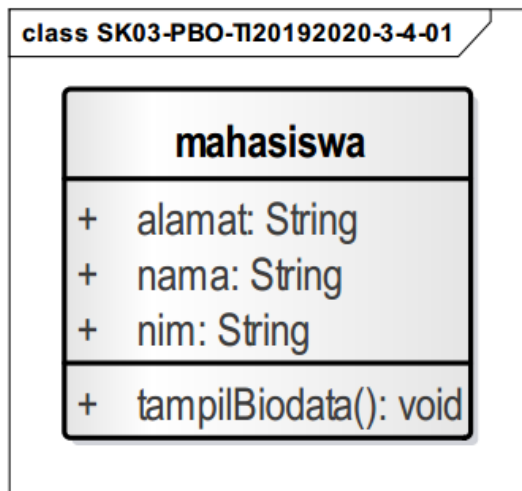 class SK03-PBO-TI20192020-3-4-01
mahasiswa
+ alamat: String
+ nama: String
+ nim: String
+ tampilBiodata(): void